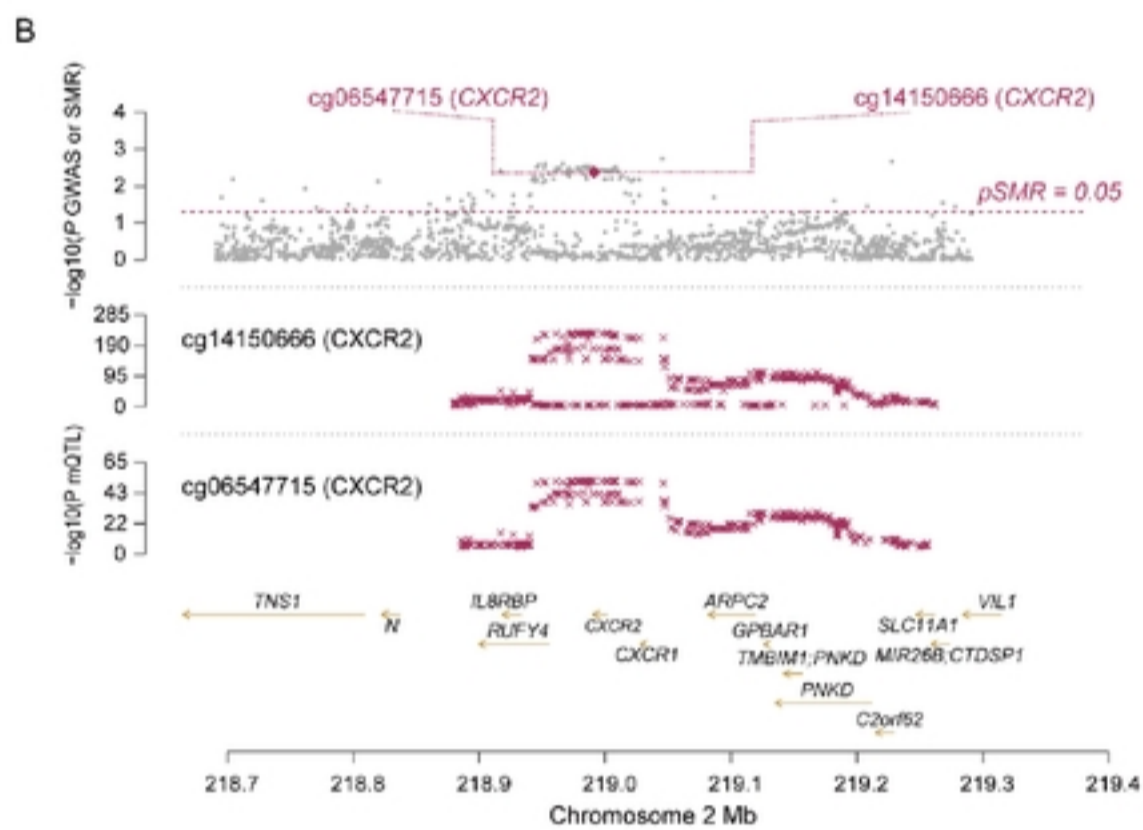 B
cg06547715 (CXCR2)
cg14150666 (CXCR2)
−log10(P GWAS or SMR)
4
3
2
1
0
pSMR = 0.05
285
190
95
0
cg14150666 (CXCR2)
−log10(P mQTL)
65
43
22
0
cg06547715 (CXCR2)
TNS1 IL8RBP ARPC2 VIL1
N CXCR2 SLC11A1
RUFY4 GPBAR1
CXCR1 TMBIM1;PNKD MIR26B;CTDSP1
PNKD
C2orf62
218.7 218.8 218.9 219.0 219.1 219.2 219.3 219.4
Chromosome 2 Mb